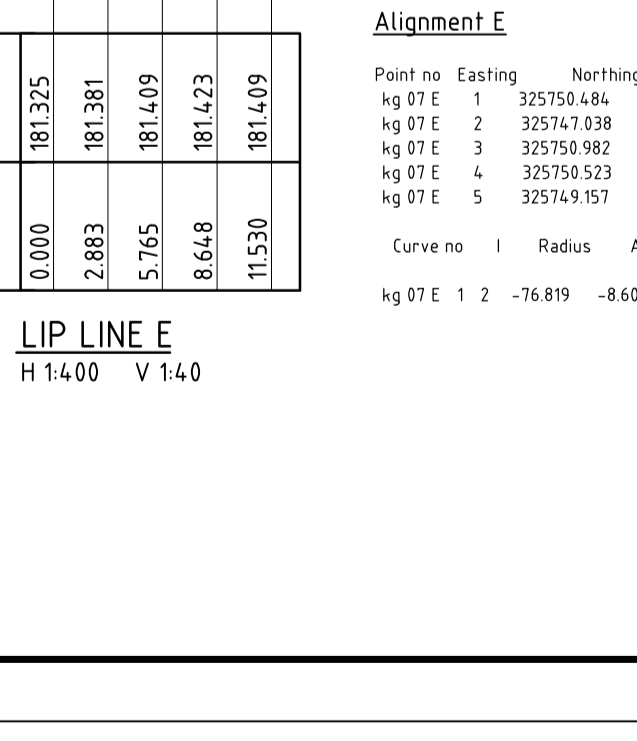 181.325 181.381 181.409 181.423 181.409
0.000 2.883 5.765 8.648 11.530
LIP LINE E
H 1:400 V 1:40
Alignment E
Point no Easting Northing
kg 07 E 1 325750.484
kg 07 E 2 325747.038
kg 07 E 3 325750.982
kg 07 E 4 325750.523
kg 07 E 5 325749.157
Curve no I Radius A
kg 07 E 1 2 -76.819 -8.60